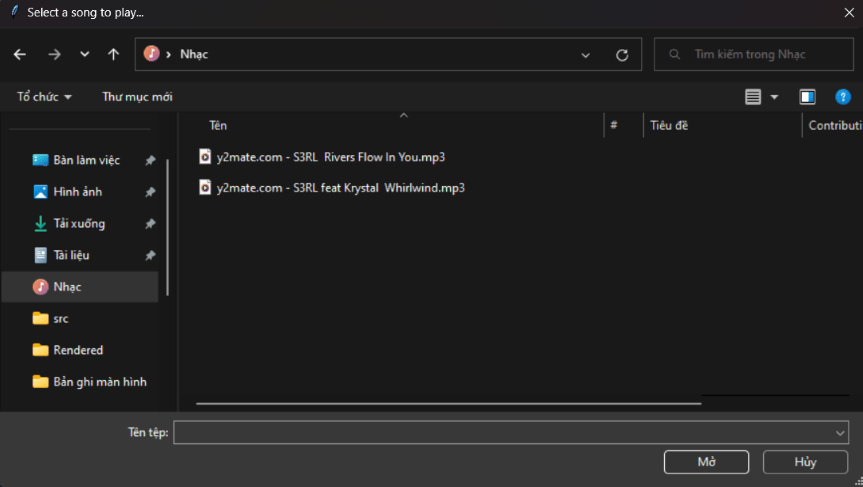 Select a song to play...
Nhạc
Tìm kiếm trong Nhạc
Tổ chức
Thư mục mới
?
Tên
#
Tiêu đề
Contributi
y2mate.com - S3RL  Rivers Flow In You.mp3
y2mate.com - S3RL feat Krystal  Whirlwind.mp3
Bàn làm việc
Hình ảnh
Tải xuống
Tài liệu
Nhạc
src
Rendered
Bản ghi màn hình
Tên tệp:
Mở
Hủy